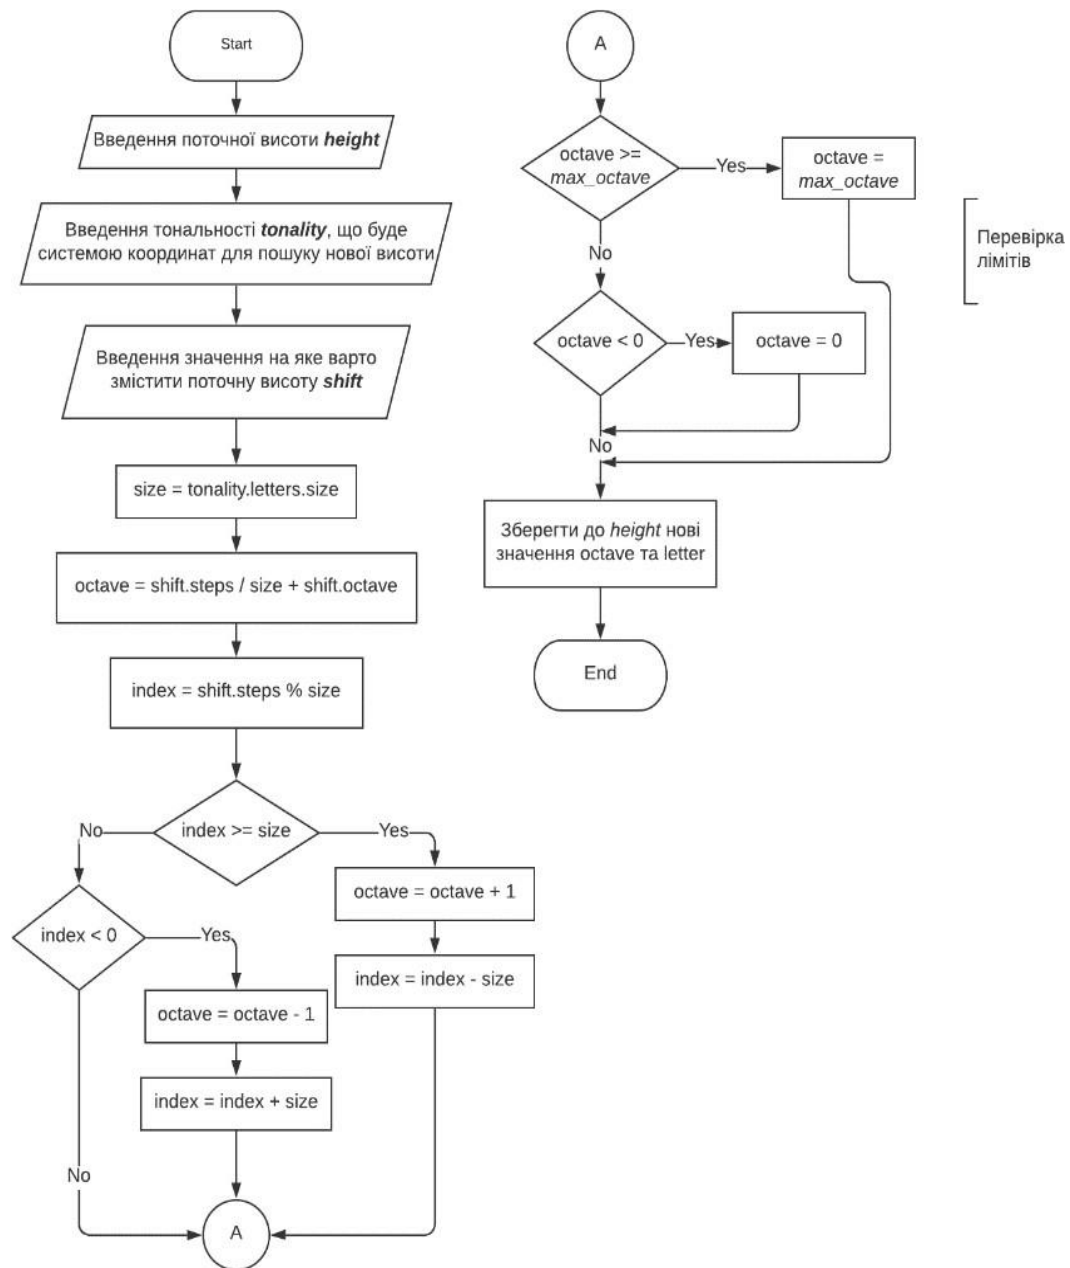 Start
Введення поточної висоти height
Введення тональності tonality, що буде
системою координат для пошуку нової висоти
Введення значення на яке варто
змістити поточну висоту shift
size = tonality.letters.size
octave = shift.steps / size + shift.octave
index = shift.steps % size
index >= size
No
Yes
index < 0
Yes
No
octave = octave - 1
index = index + size
octave = octave + 1
index = index - size
A
A
octave >=
max_octave
Yes
octave =
max_octave
No
octave < 0
Yes
octave = 0
No
Перевірка
лімітів
Зберегти до height нові
значення octave та letter
End